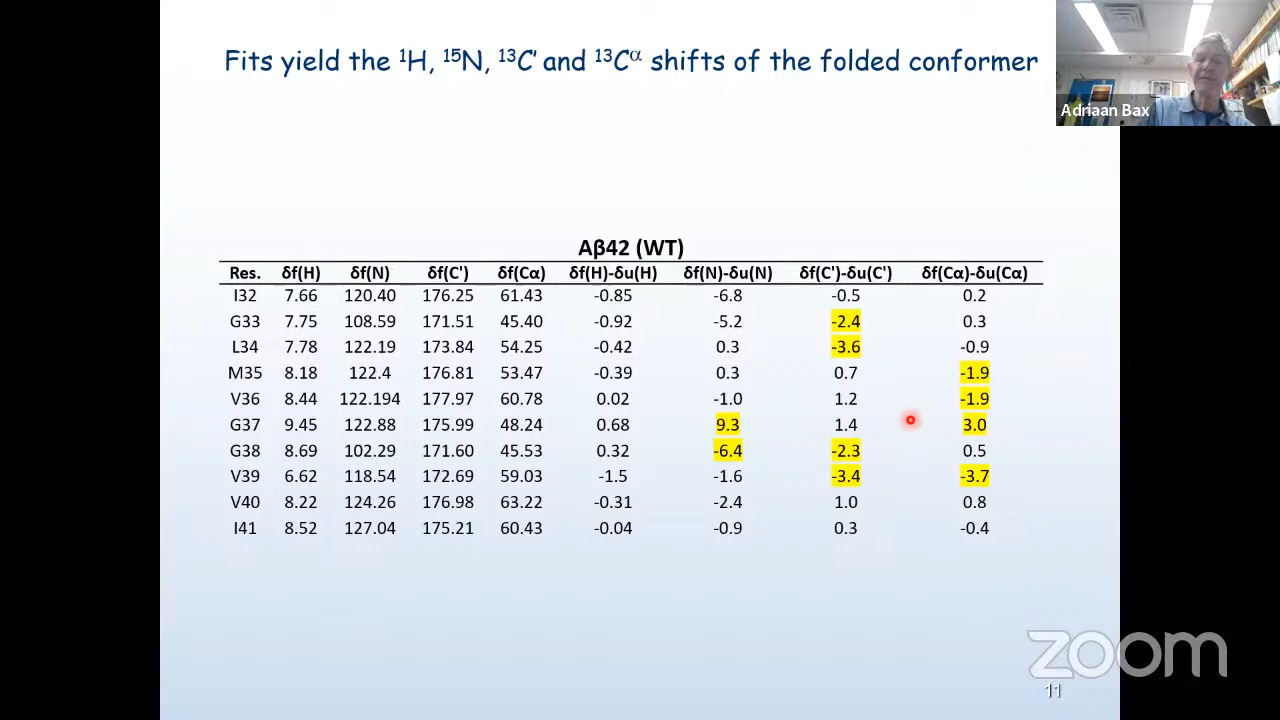 Fits yield the ¹H, ¹⁵N, ¹³C′ and ¹³Cᵅ shifts of the folded conformer
Adriaan Bax
Aβ42 (WT)
Res. δf(H) δf(N) δf(C') δf(Cα) δf(H)-δu(H) δf(N)-δu(N) δf(C')-δu(C') δf(Cα)-δu(Cα)
I32 7.66 120.40 176.25 61.43 -0.85 -6.8 -0.5 0.2
G33 7.75 108.59 171.51 45.40 -0.92 -5.2 -2.4 0.3
L34 7.78 122.19 173.84 54.25 -0.42 0.3 -3.6 -0.9
M35 8.18 122.4 176.81 53.47 -0.39 0.3 0.7 -1.9
V36 8.44 122.194 177.97 60.78 0.02 -1.0 1.2 -1.9
G37 9.45 122.88 175.99 48.24 0.68 9.3 1.4 3.0
G38 8.69 102.29 171.60 45.53 0.32 -6.4 -2.3 0.5
V39 6.62 118.54 172.69 59.03 -1.5 -1.6 -3.4 -3.7
V40 8.22 124.26 176.98 63.22 -0.31 -2.4 1.0 0.8
I41 8.52 127.04 175.21 60.43 -0.04 -0.9 0.3 -0.4
zoom
11